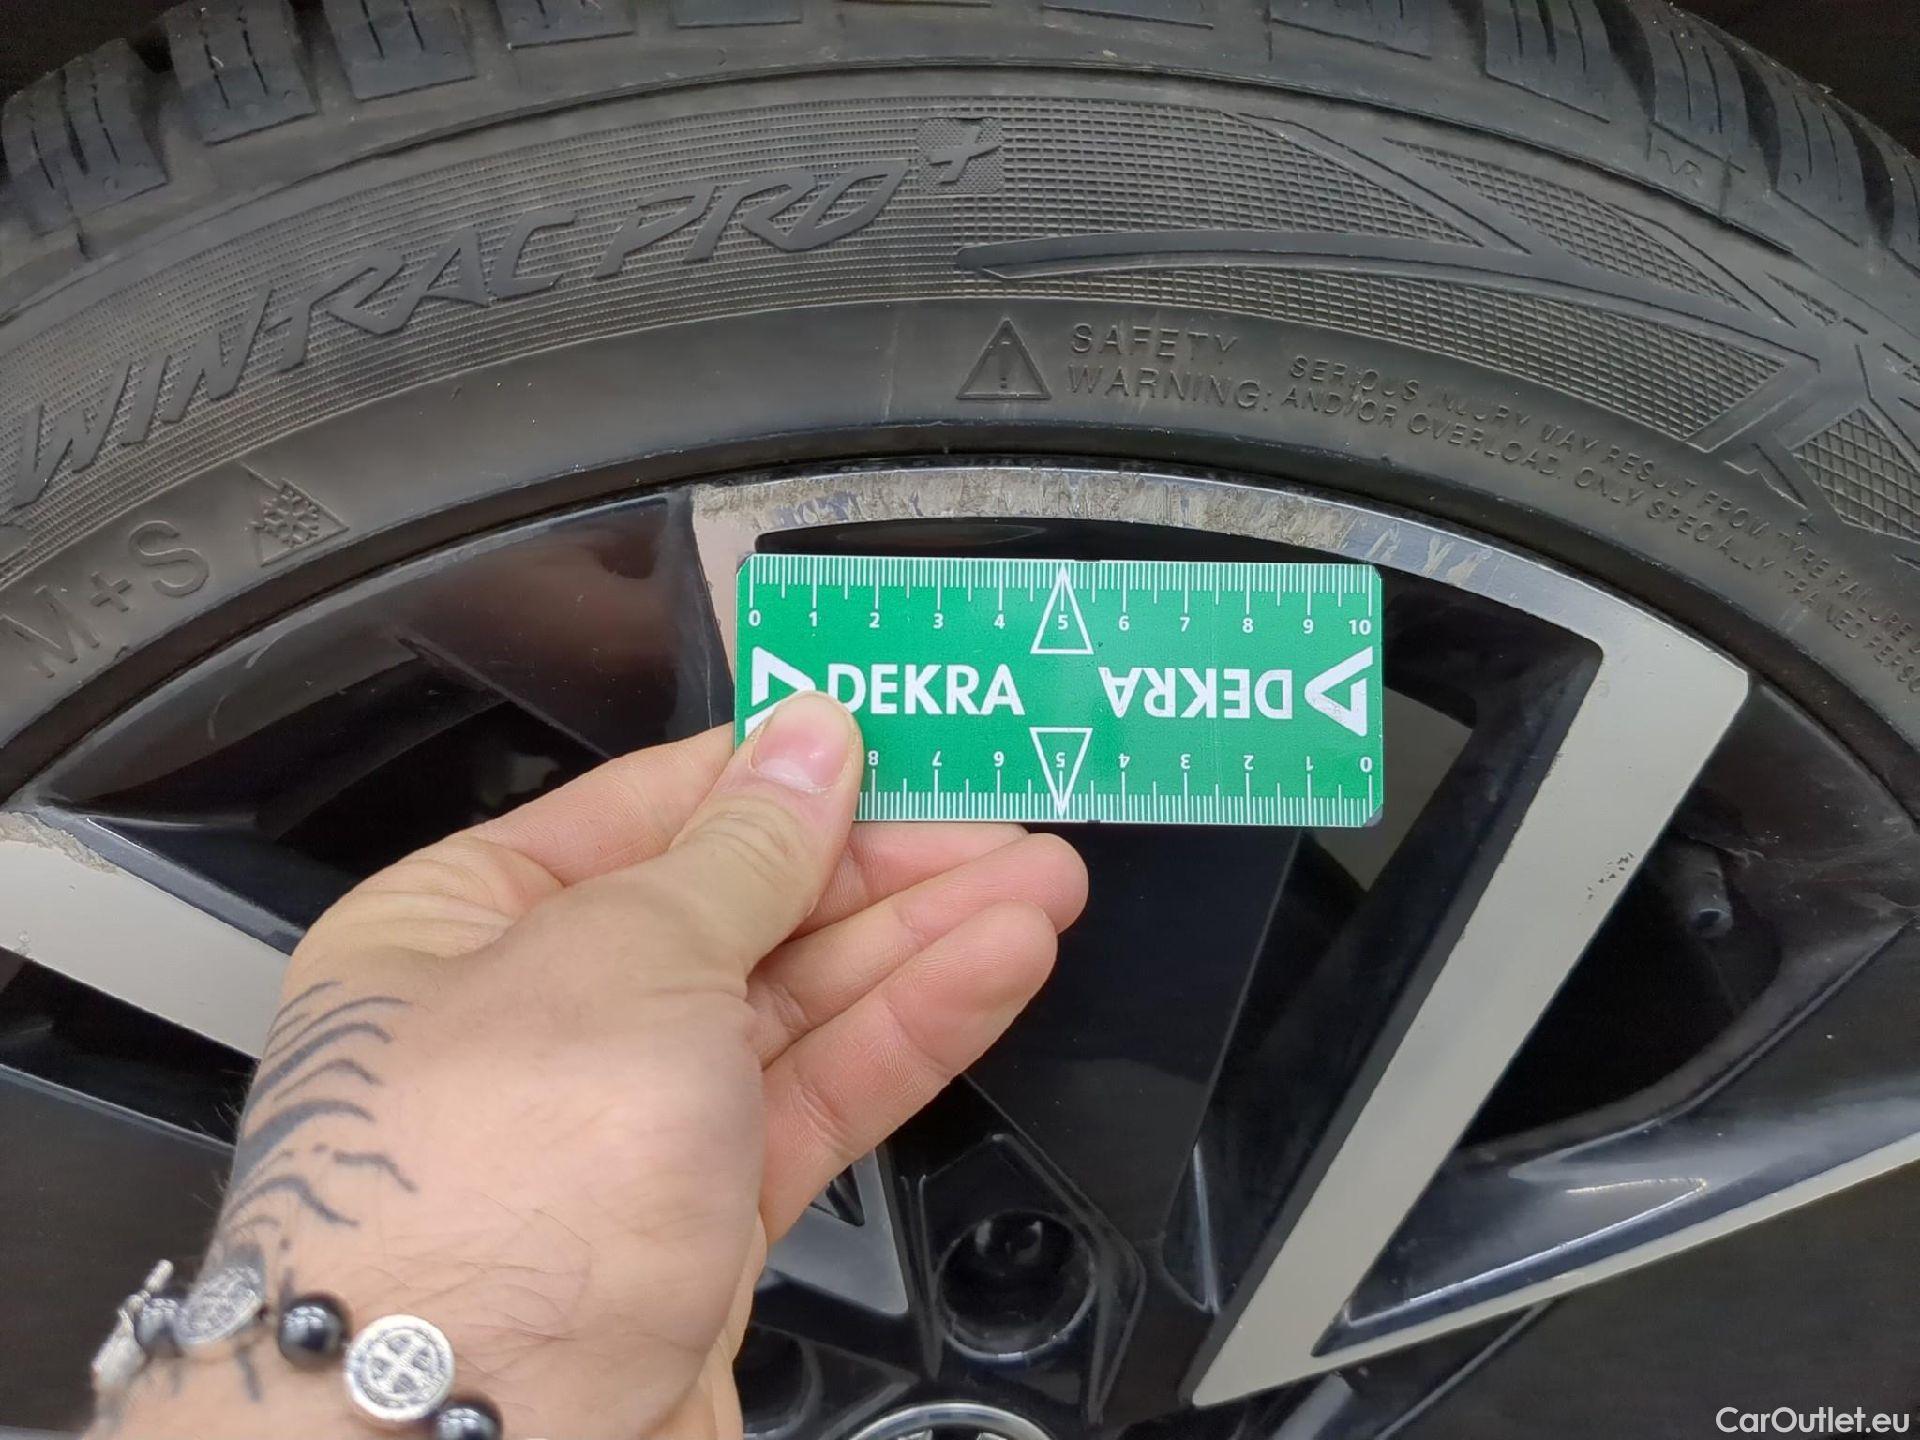 WINTRAC PRO+
M+S
SAFETY WARNING:
SERIOUS INJURY MAY RESULT FROM TYRE FAILURE
AND/OR OVERLOAD. ONLY SPECIALLY TRAINED PERSO
0 1 2 3 4 5 6 7 8 9 10
DEKRA DEKRA
8 7 6 5 4 3 2 1 0
CarOutlet.eu